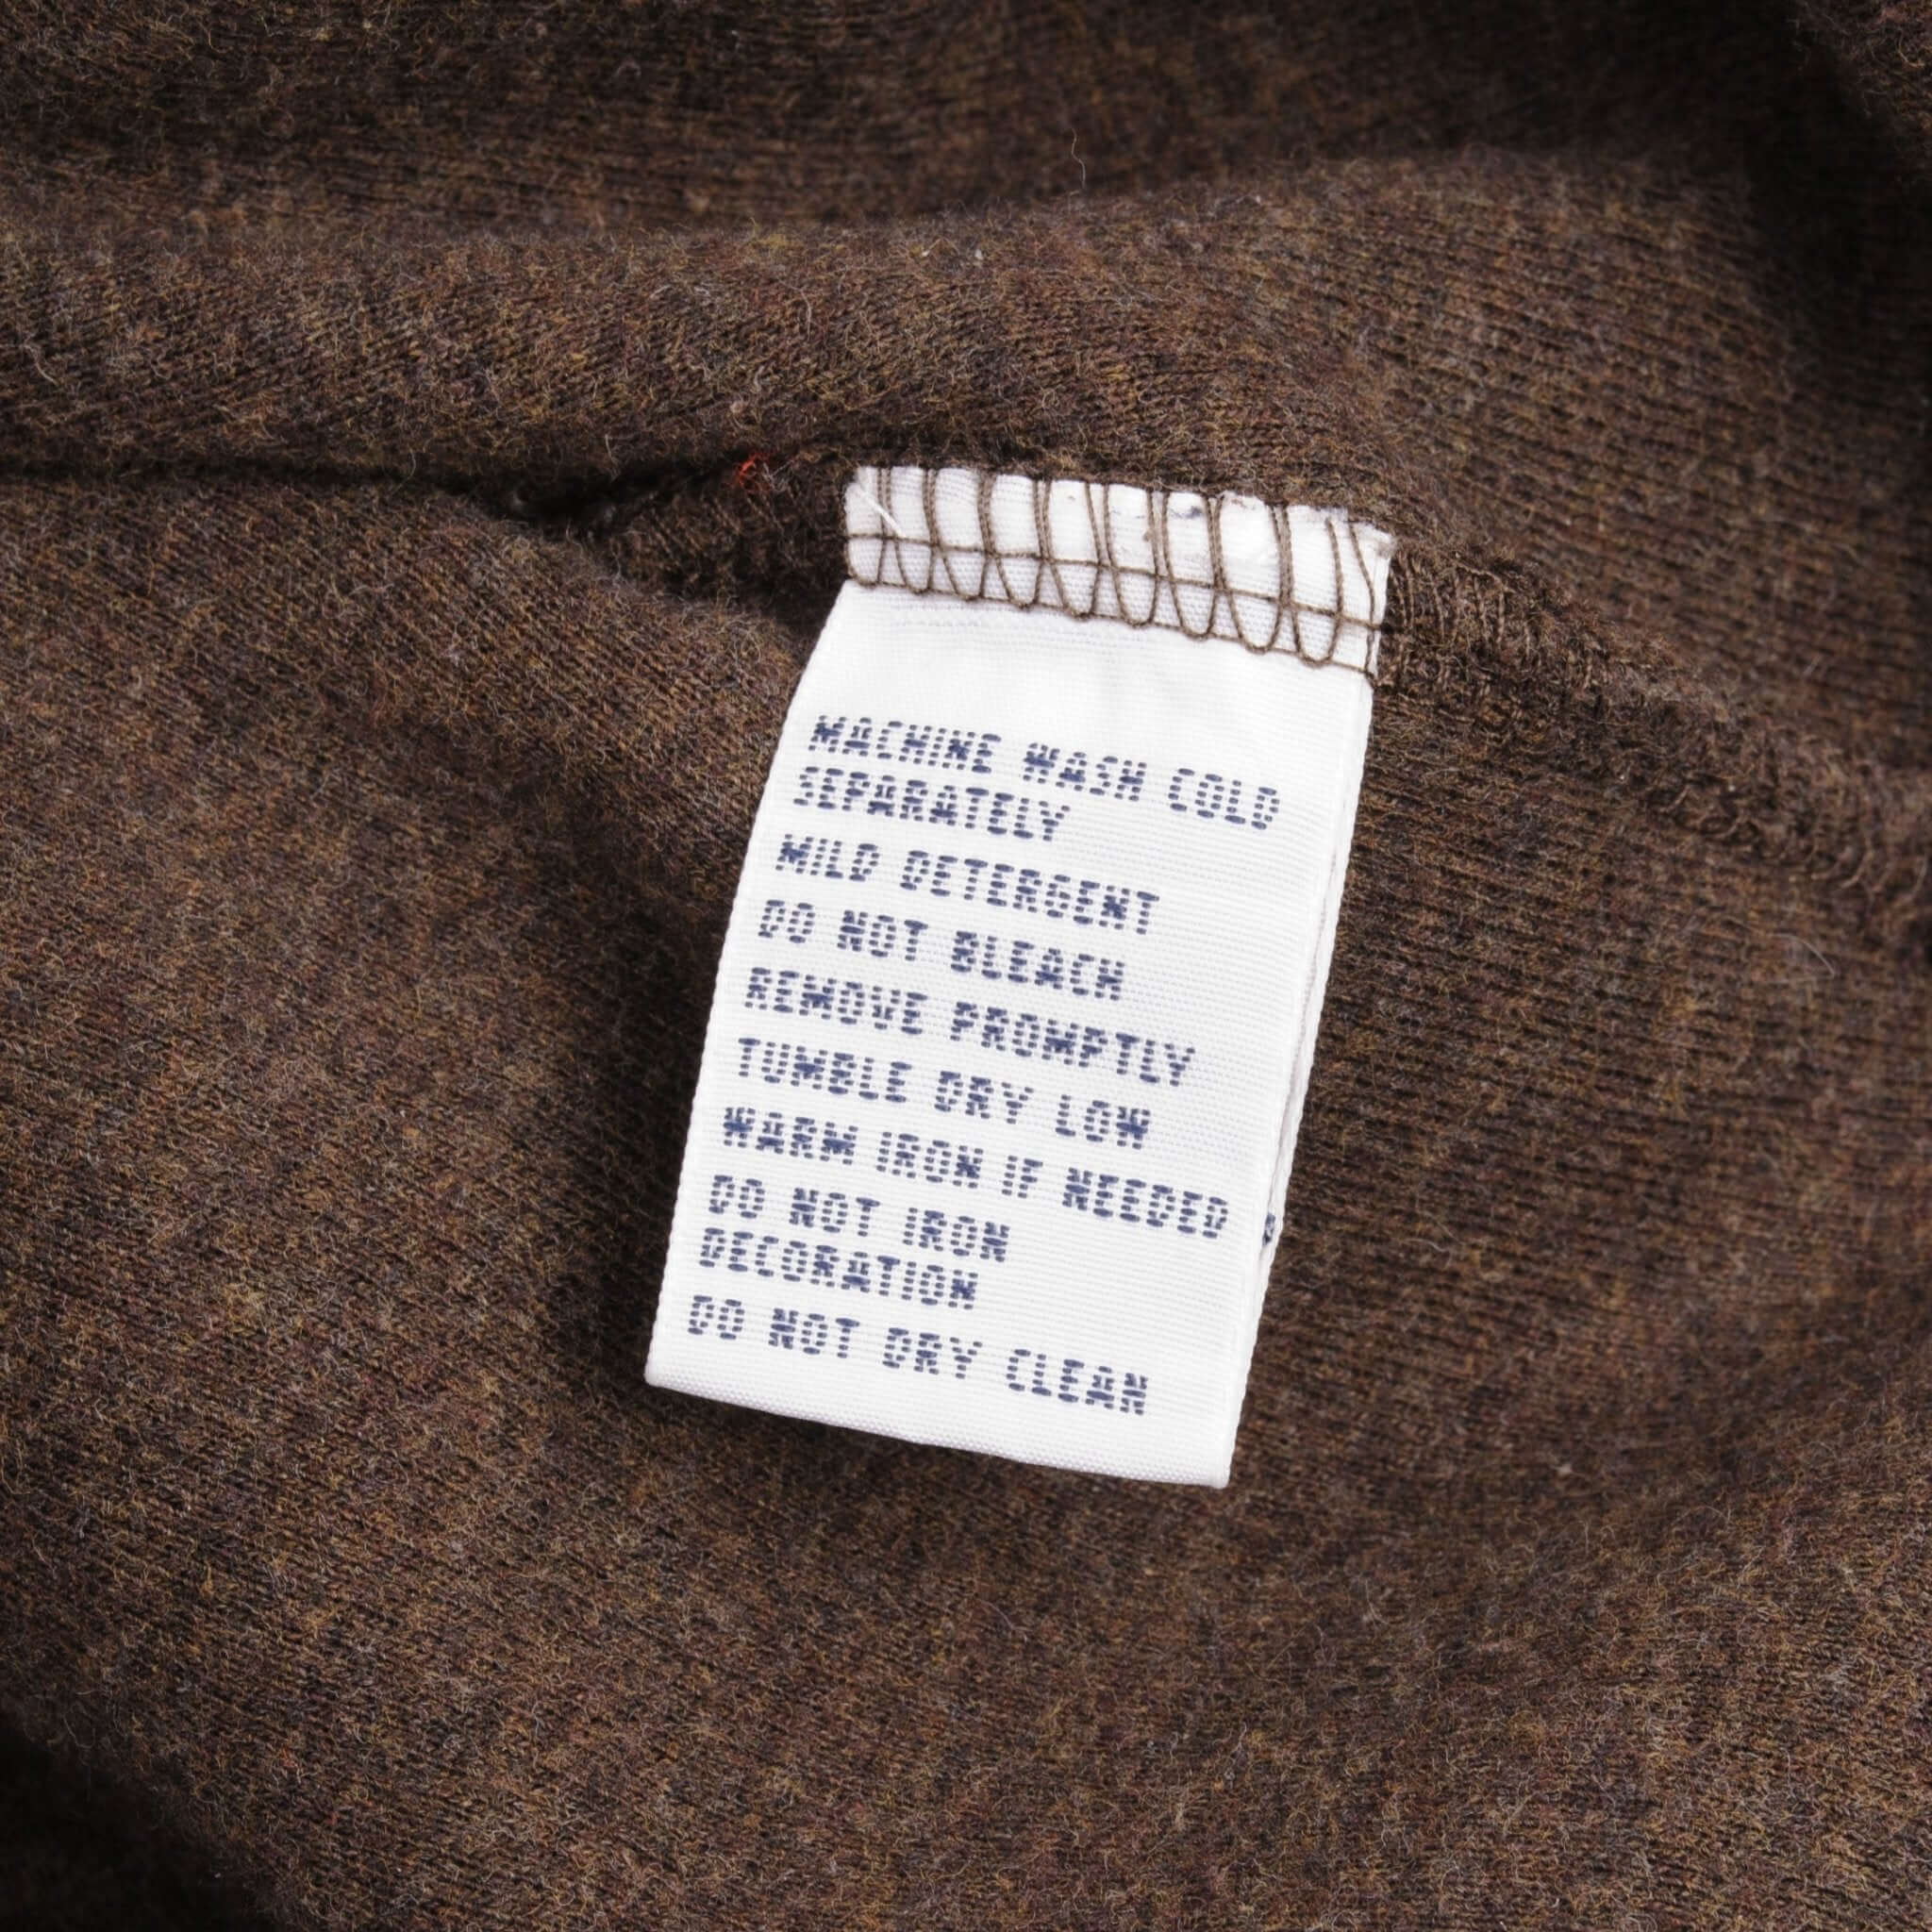 MACHINE WASH COLD
SEPARATELY
MILD DETERGENT
DO NOT BLEACH
REMOVE PROMPTLY
TUMBLE DRY LOW
WARM IRON IF NEEDED
DO NOT IRON
DECORATION
DO NOT DRY CLEAN